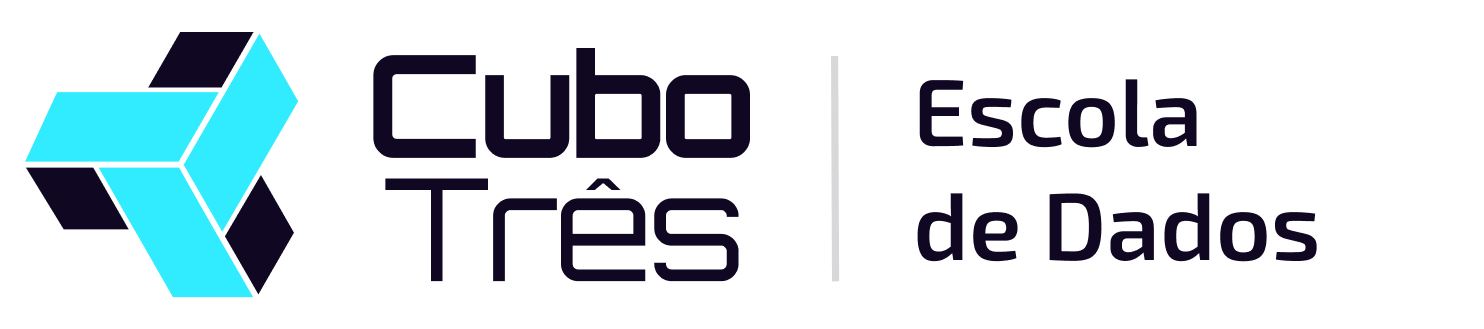 Cubo
Três
Escola
de Dados